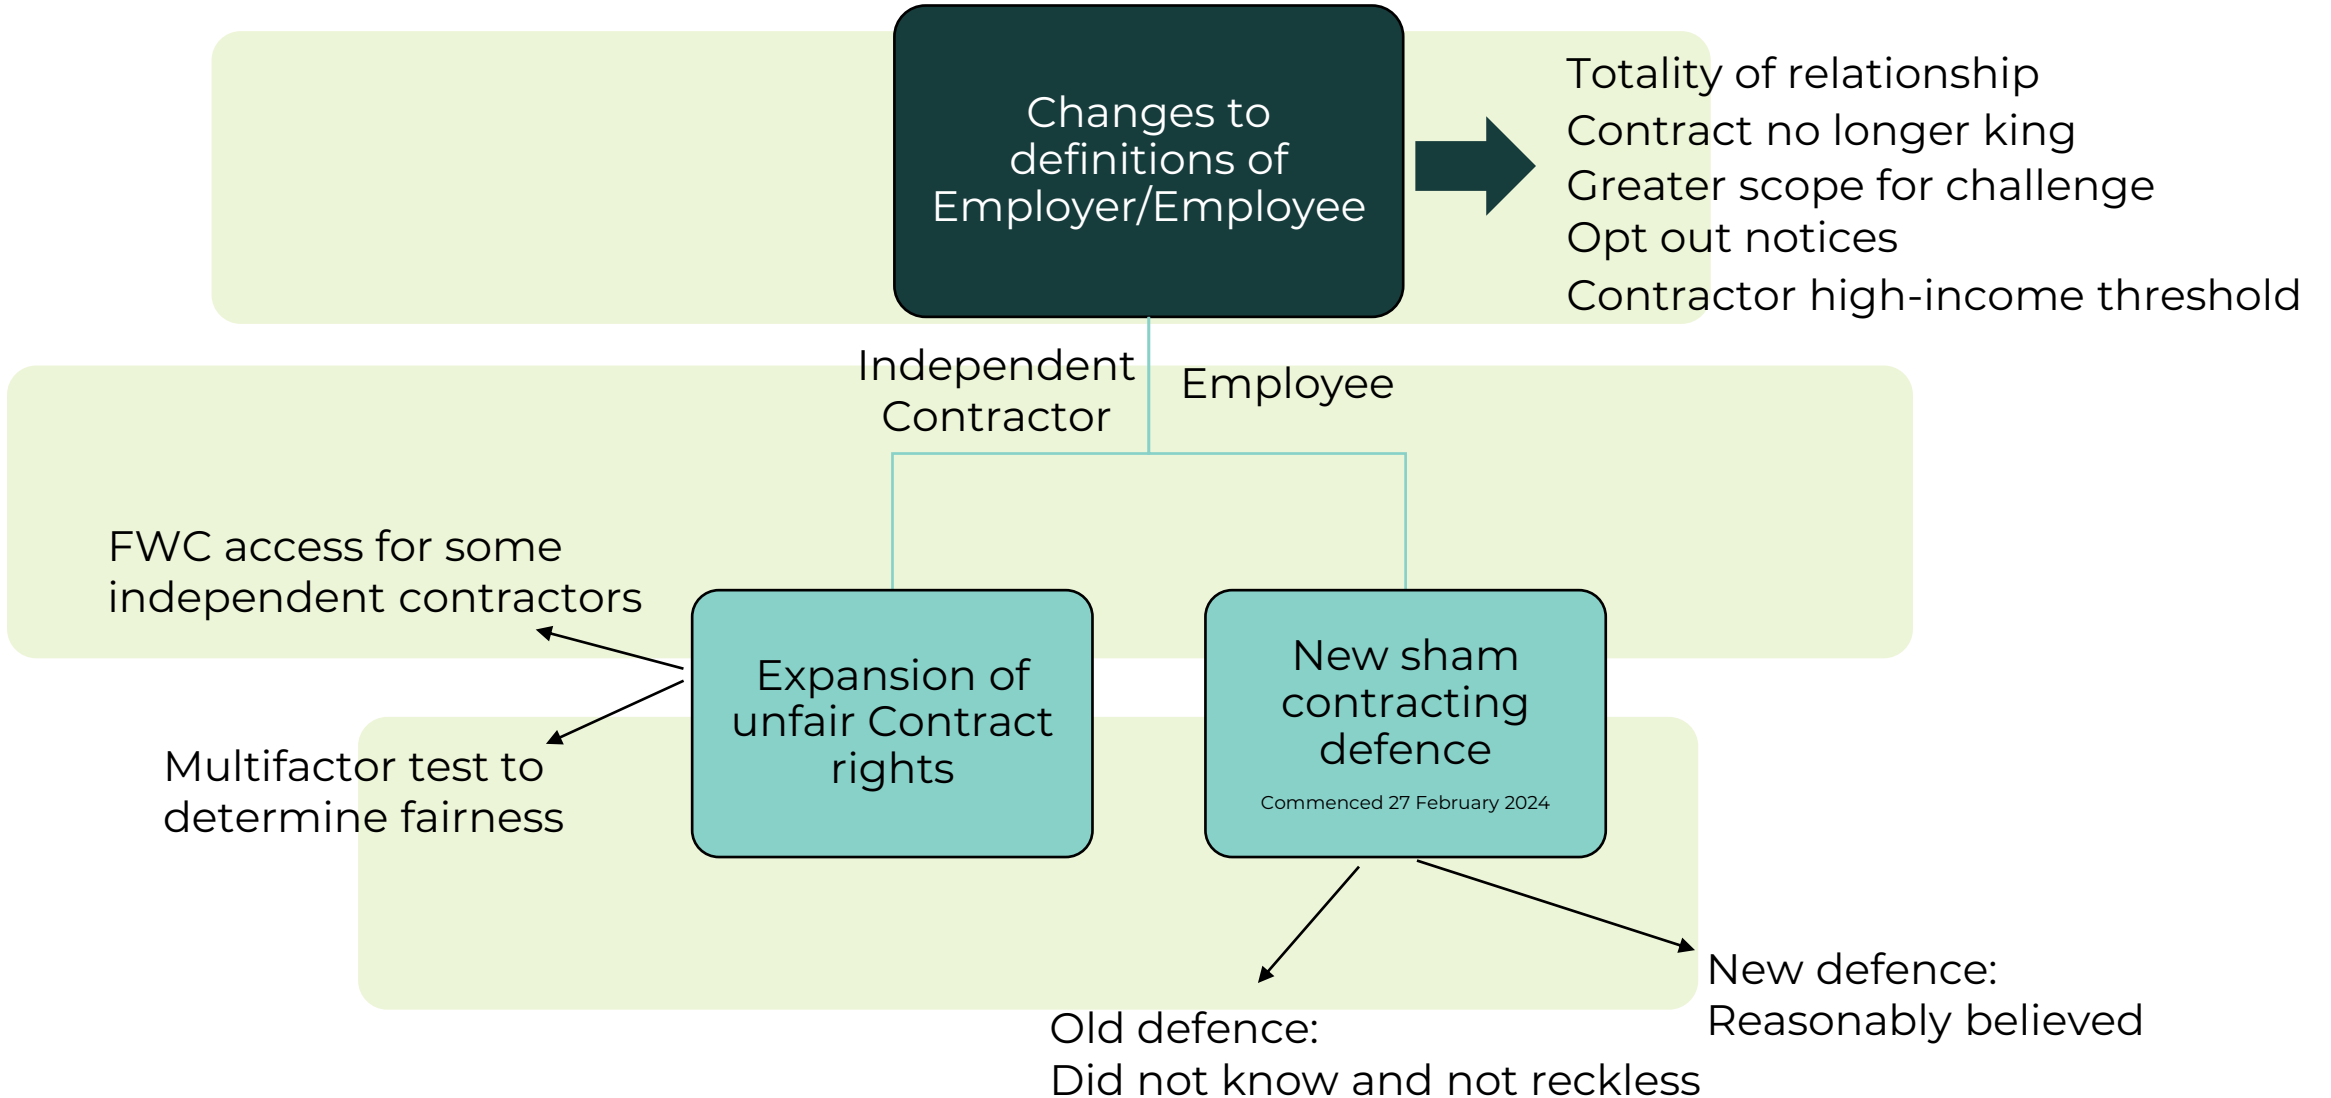 Changes to
definitions of
Employer/Employee
Totality of relationship
Contract no longer king
Greater scope for challenge
Opt out notices
Contractor high-income threshold
Independent
Contractor
Employee
FWC access for some
independent contractors
Multifactor test to
determine fairness
Expansion of
unfair Contract
rights
New sham
contracting
defence
Commenced 27 February 2024
Old defence:
Did not know and not reckless
New defence:
Reasonably believed